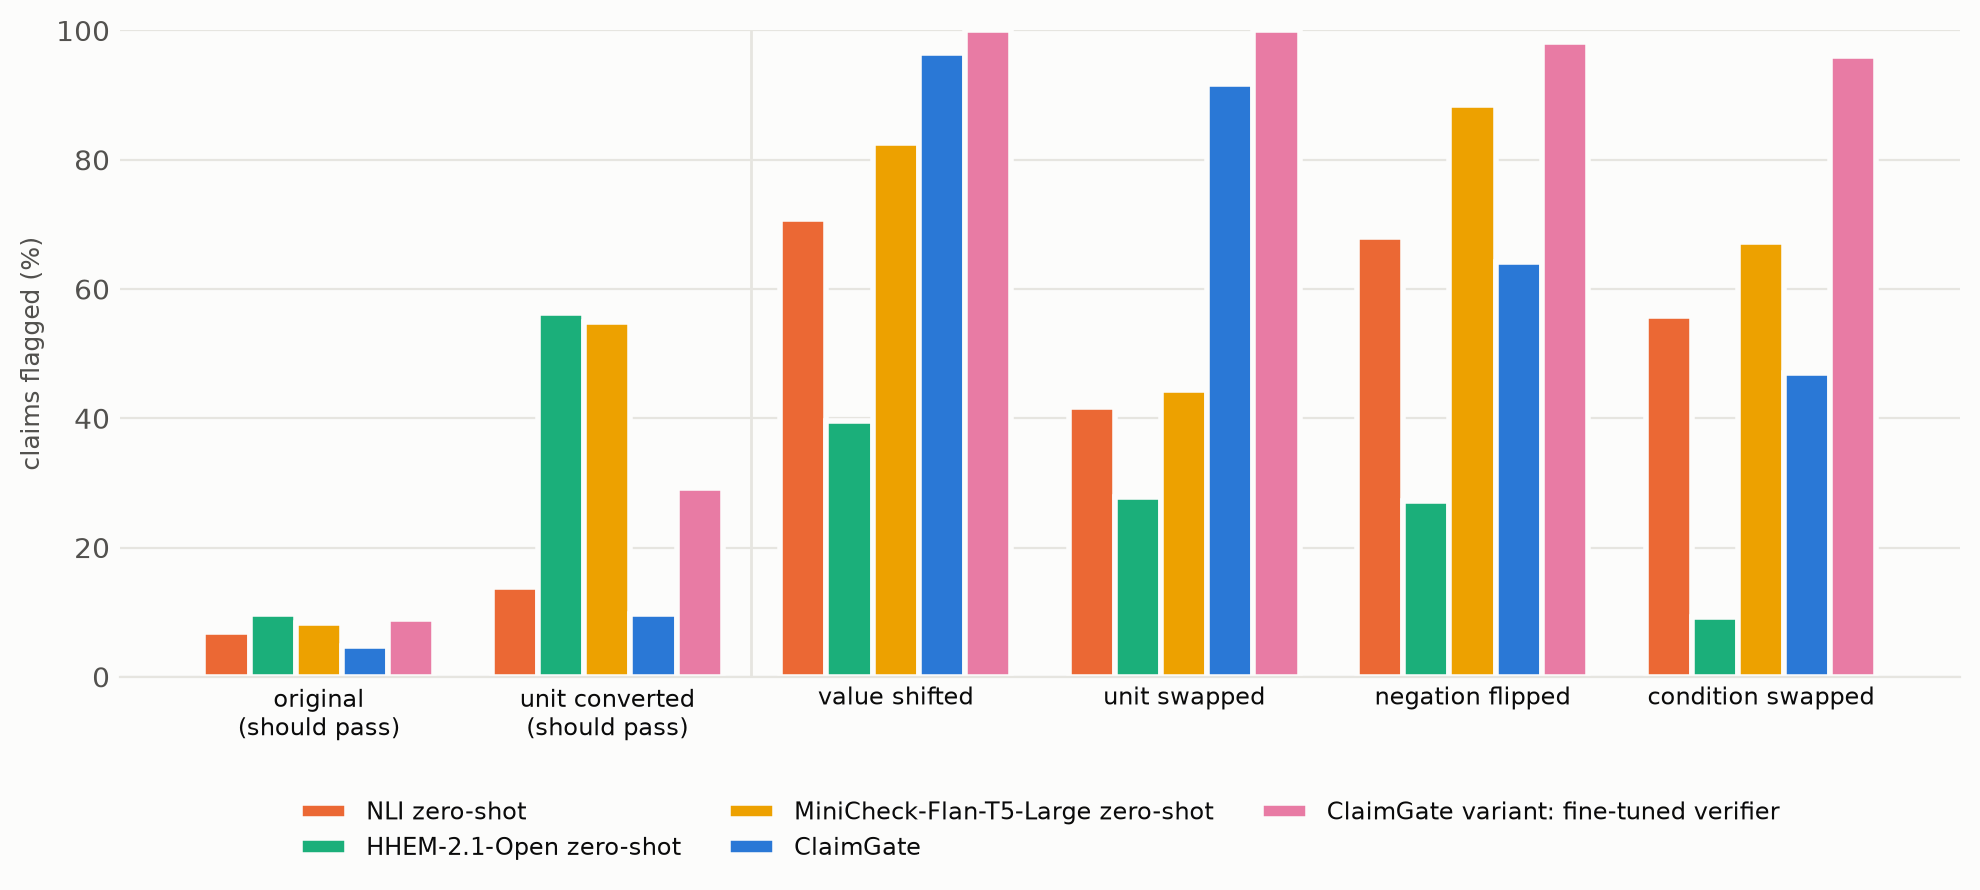 100
80
60
40
20
0
claims flagged (%)
original
(should pass)
unit converted
(should pass)
value shifted
unit swapped
negation flipped
condition swapped
NLI zero-shot
HHEM-2.1-Open zero-shot
MiniCheck-Flan-T5-Large zero-shot
ClaimGate
ClaimGate variant: fine-tuned verifier